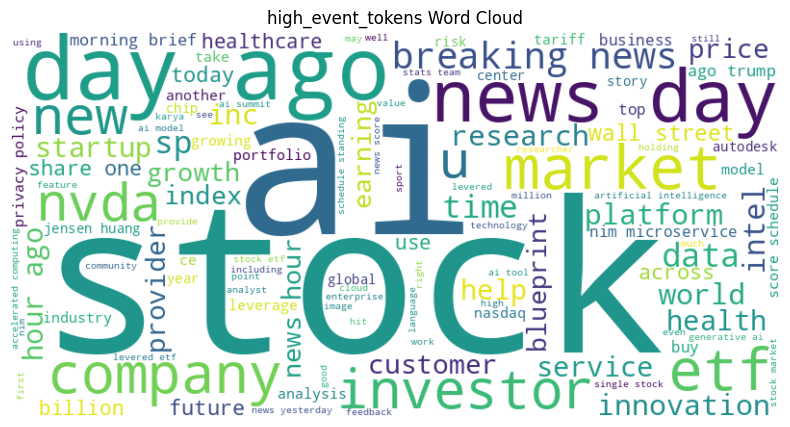 high_event_tokens Word Cloud
using
morning brief
healthcare
may
well
risk
tariff
business
still
day ago
take
breaking news
price
today
stats team
center
story
ago trump
new
another
karya
see
ai summit
value
news day
top
chip
inc
ai model
growing
ai
earning
news score
research
wall street
autodesk
privacy policy
startup
sp
portfolio
schedule standing
u
market
researcher
holding
model
share one
growth
sport
levered
million
artificial intelligence
feature
index
nvda
provide
time
platform
much
technology
nim microservice
intel
score schedule
jensen huang
stock
use
data
hour ago
provider
ce
stock etf
including
community
point
global
ai tool
help
across
world
year
analyst
cloud
right
high
nasdaq
blueprint
health
accelerated computing
nim
industry
news hour
leverage
enterprise
image
language
buy
even
generative ai
hit
work
levered etf
good
customer
service
etf
stock market
first
company
analysis
investor
single stock
billion
future
news yesterday
feedback
innovation